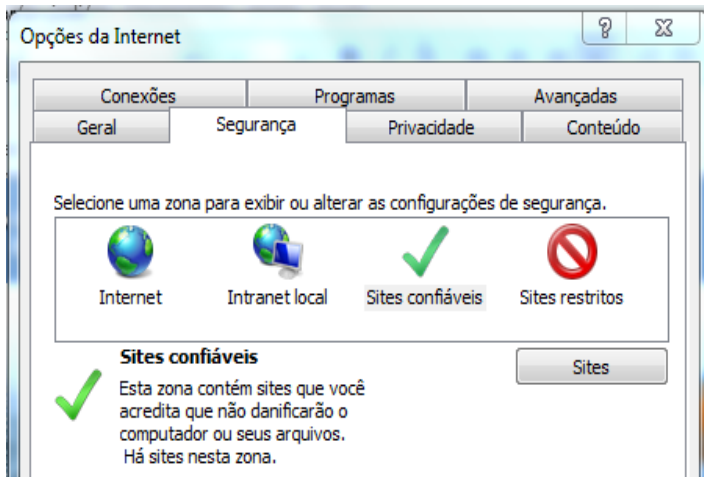 Opções da Internet
Conexões Programas Avançadas
Geral Segurança Privacidade Conteúdo
Selecione uma zona para exibir ou alterar as configurações de segurança.
Internet Intranet local Sites confiáveis Sites restritos
Sites confiáveis
Sites
Esta zona contém sites que você
acredita que não danificarão o
computador ou seus arquivos.
Há sites nesta zona.